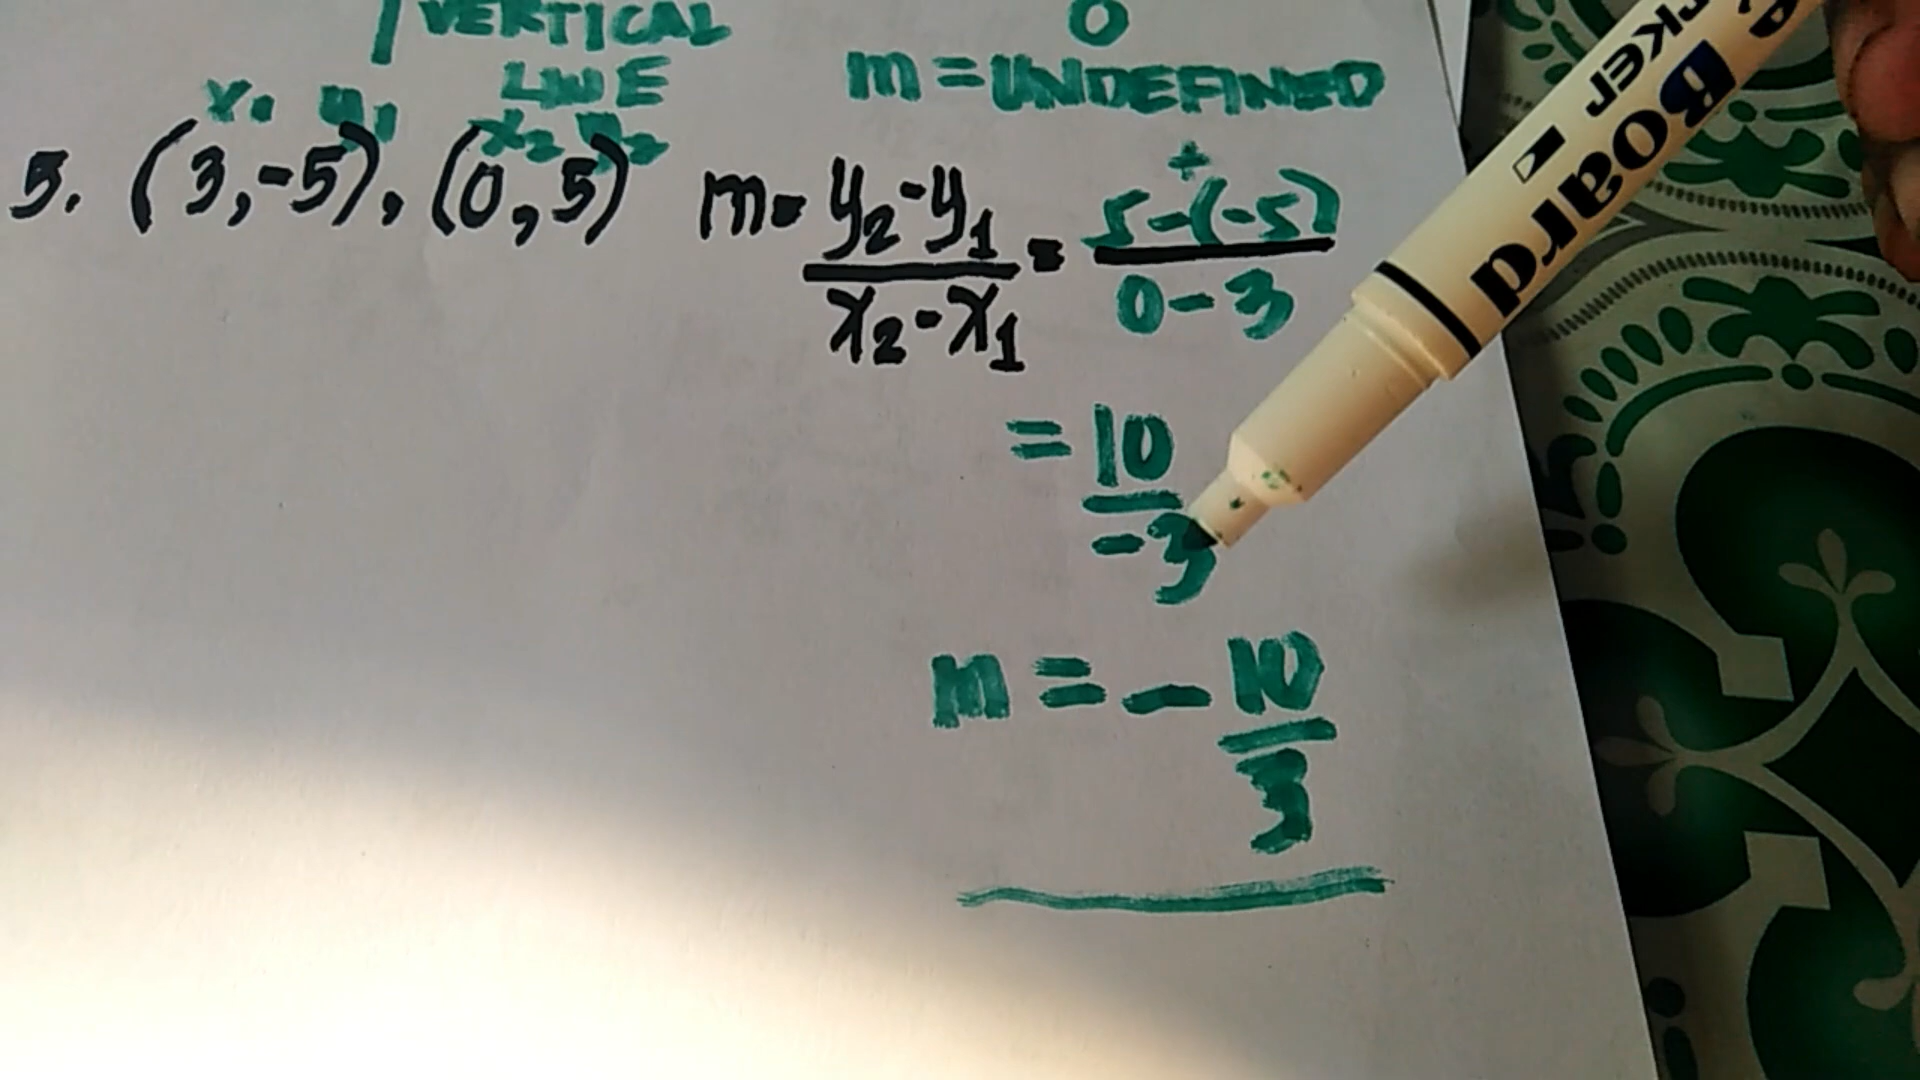 VERTICAL
LINE
0
m = UNDEFINED
x1 y1 x2 y2
5. (3,-5), (0,5) m= y2-y1 / x2-x1 = 5-(-5) / 0-3
+
= 10 / -3
m = - 10 / 3
Board
rker